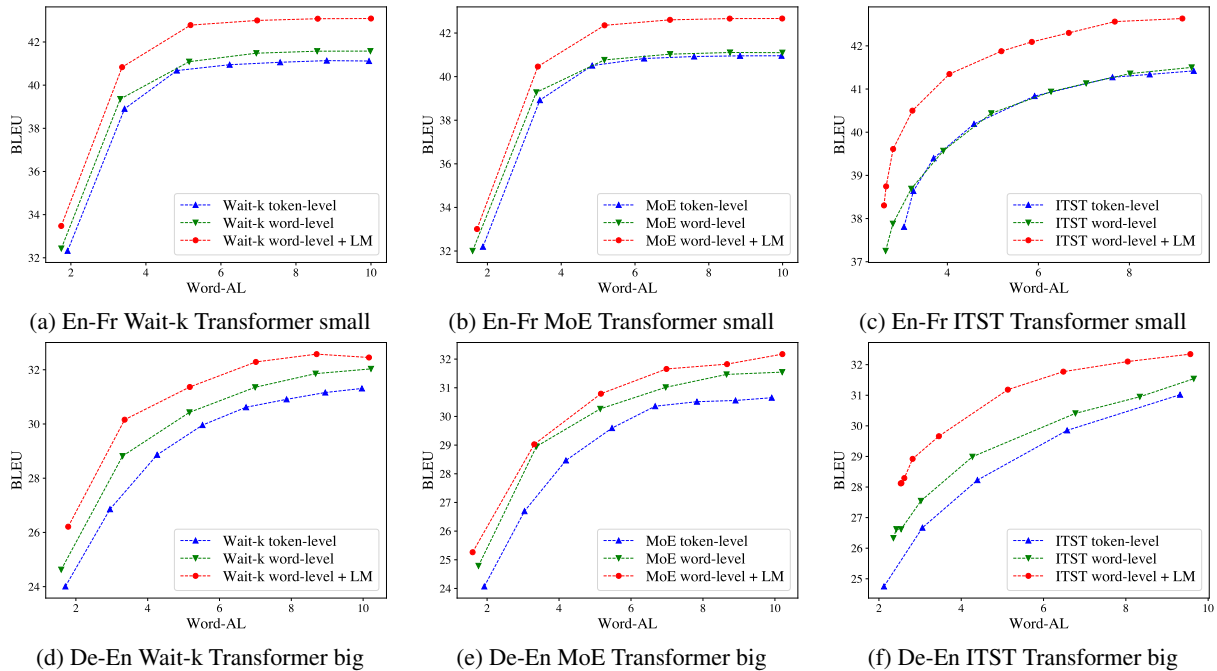 42
40
38
36
34
32
BLEU
2
4
6
8
10
Word-AL
Wait-k token-level
Wait-k word-level
Wait-k word-level + LM
(a) En-Fr Wait-k Transformer small
42
40
38
36
34
32
BLEU
2
4
6
8
10
Word-AL
MoE token-level
MoE word-level
MoE word-level + LM
(b) En-Fr MoE Transformer small
42
41
40
39
38
37
BLEU
4
6
8
Word-AL
ITST token-level
ITST word-level
ITST word-level + LM
(c) En-Fr ITST Transformer small
32
30
28
26
24
BLEU
2
4
6
8
10
Word-AL
Wait-k token-level
Wait-k word-level
Wait-k word-level + LM
(d) De-En Wait-k Transformer big
32
31
30
29
28
27
26
25
24
BLEU
2
4
6
8
10
Word-AL
MoE token-level
MoE word-level
MoE word-level + LM
(e) De-En MoE Transformer big
32
31
30
29
28
27
26
25
BLEU
2
4
6
8
10
Word-AL
ITST token-level
ITST word-level
ITST word-level + LM
(f) De-En ITST Transformer big